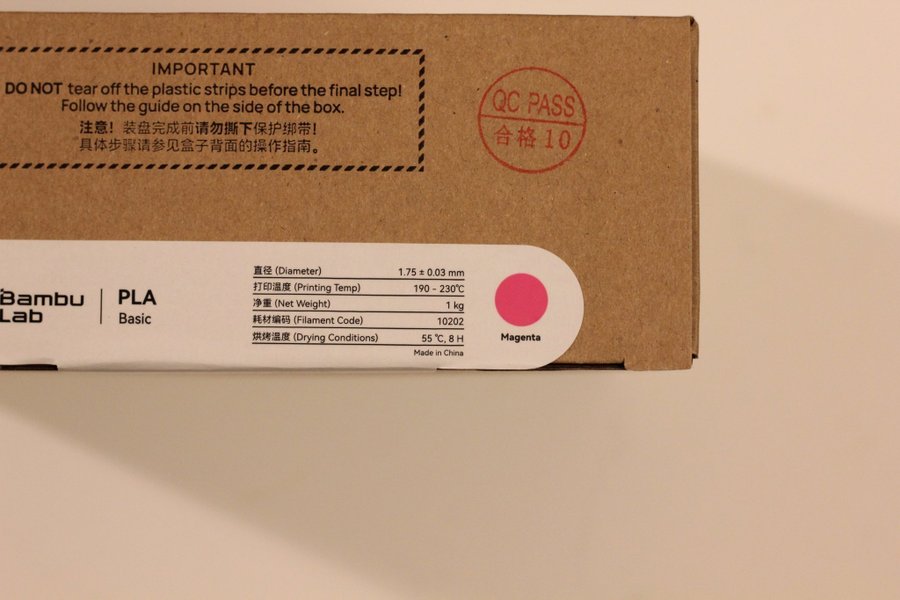 IMPORTANT
DO NOT tear off the plastic strips before the final step!
Follow the guide on the side of the box.
注意！装盘完成前请勿撕下保护绑带！
具体步骤请参见盒子背面的操作指南。
QC PASS
合格 10
Bambu
Lab
PLA
Basic
直径 (Diameter) 1.75 ± 0.03 mm
打印温度 (Printing Temp) 190 - 230℃
净重 (Net Weight) 1 kg
耗材编码 (Filament Code) 10202
烘烤温度 (Drying Conditions) 55 ℃, 8 H
Made in China
Magenta